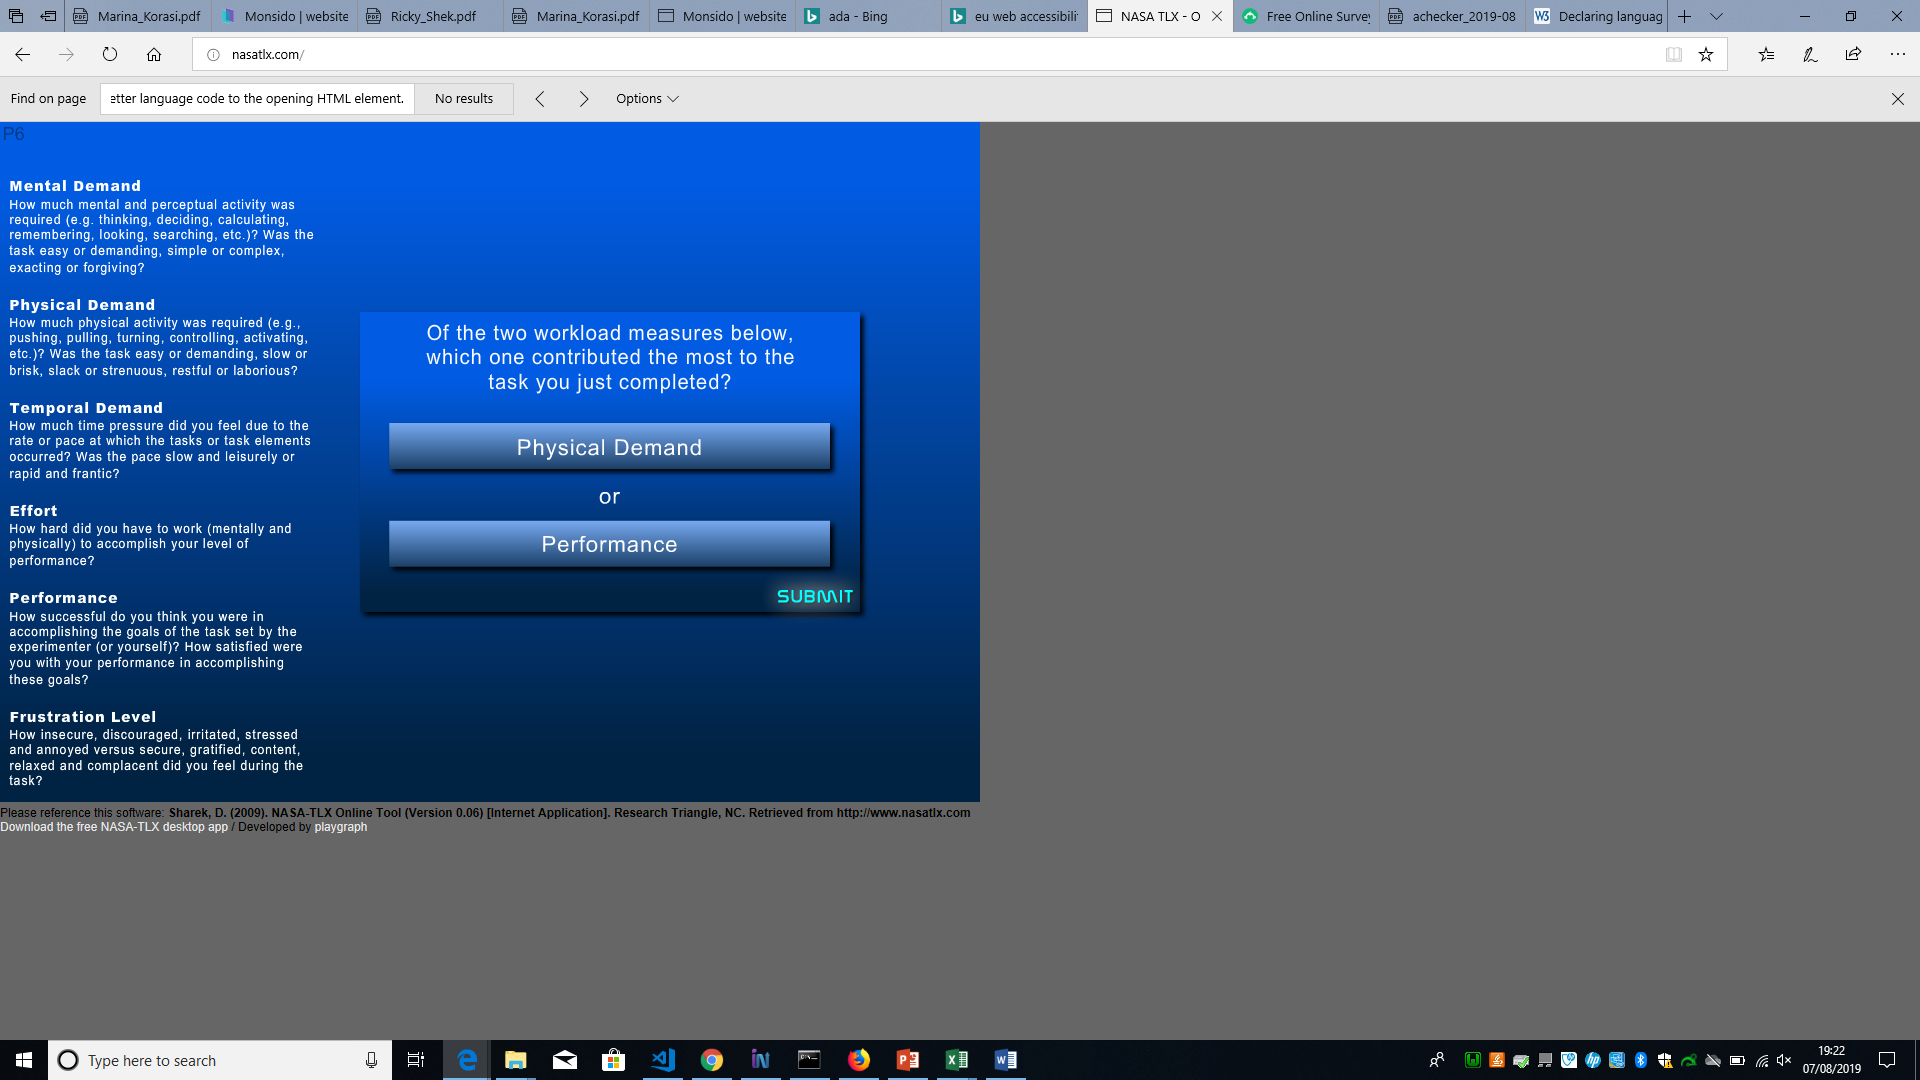 Marina_Korasi.pdf
Monsido | website
Ricky_Shek.pdf
Marina_Korasi.pdf
Monsido | website
ada - Bing
eu web accessibili
NASA TLX - O
Free Online Survey
achecker_2019-08
Declaring languag
nasatlx.com/
Find on page
etter language code to the opening HTML element.
No results
Options
P6
Mental Demand
How much mental and perceptual activity was
required (e.g. thinking, deciding, calculating,
remembering, looking, searching, etc.)? Was the
task easy or demanding, simple or complex,
exacting or forgiving?
Physical Demand
How much physical activity was required (e.g.,
pushing, pulling, turning, controlling, activating,
etc.)? Was the task easy or demanding, slow or
brisk, slack or strenuous, restful or laborious?
Temporal Demand
How much time pressure did you feel due to the
rate or pace at which the tasks or task elements
occurred? Was the pace slow and leisurely or
rapid and frantic?
Effort
How hard did you have to work (mentally and
physically) to accomplish your level of
performance?
Performance
How successful do you think you were in
accomplishing the goals of the task set by the
experimenter (or yourself)? How satisfied were
you with your performance in accomplishing
these goals?
Frustration Level
How insecure, discouraged, irritated, stressed
and annoyed versus secure, gratified, content,
relaxed and complacent did you feel during the
task?
Of the two workload measures below,
which one contributed the most to the
task you just completed?
Physical Demand
or
Performance
SUBMIT
Please reference this software: Sharek, D. (2009). NASA-TLX Online Tool (Version 0.06) [Internet Application]. Research Triangle, NC. Retrieved from http://www.nasatlx.com
Download the free NASA-TLX desktop app / Developed by playgraph
Type here to search
19:22
07/08/2019